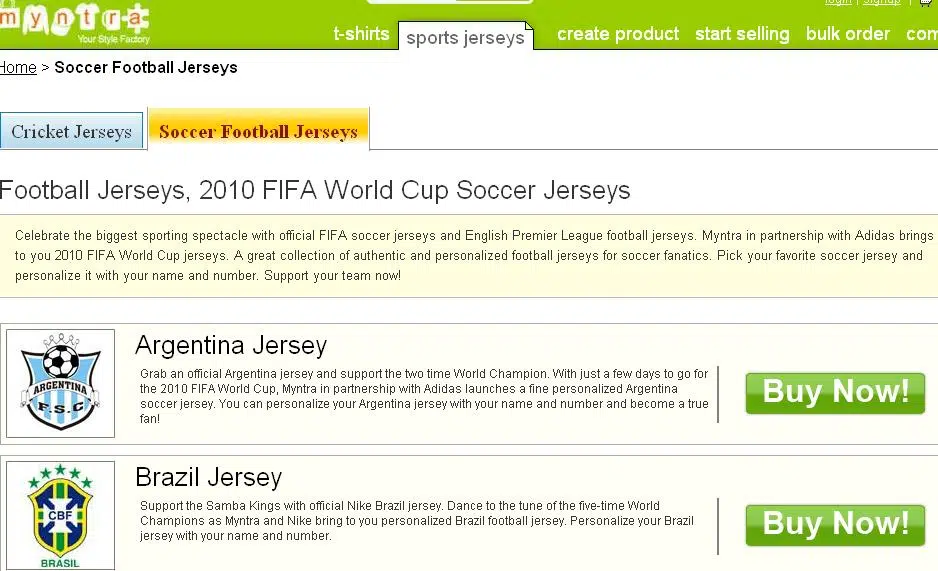 myntra
Your Style Factory
login | signup |
t-shirts sports jerseys create product start selling bulk order com
Home > Soccer Football Jerseys
Cricket Jerseys Soccer Football Jerseys
Football Jerseys, 2010 FIFA World Cup Soccer Jerseys
Celebrate the biggest sporting spectacle with official FIFA soccer jerseys and English Premier League football jerseys. Myntra in partnership with Adidas brings
to you 2010 FIFA World Cup jerseys. A great collection of authentic and personalized football jerseys for soccer fanatics. Pick your favorite soccer jersey and
personalize it with your name and number. Support your team now!
ARGENTINA
F.S.C
Argentina Jersey
Grab an official Argentina jersey and support the two time World Champion. With just a few days to go for
the 2010 FIFA World Cup, Myntra in partnership with Adidas launches a fine personalized Argentina
soccer jersey. You can personalize your Argentina jersey with your name and number and become a true
fan!
Buy Now!
CBF
BRASIL
Brazil Jersey
Support the Samba Kings with official Nike Brazil jersey. Dance to the tune of the five-time World
Champions as Myntra and Nike bring to you personalized Brazil football jersey. Personalize your Brazil
jersey with your name and number.
Buy Now!